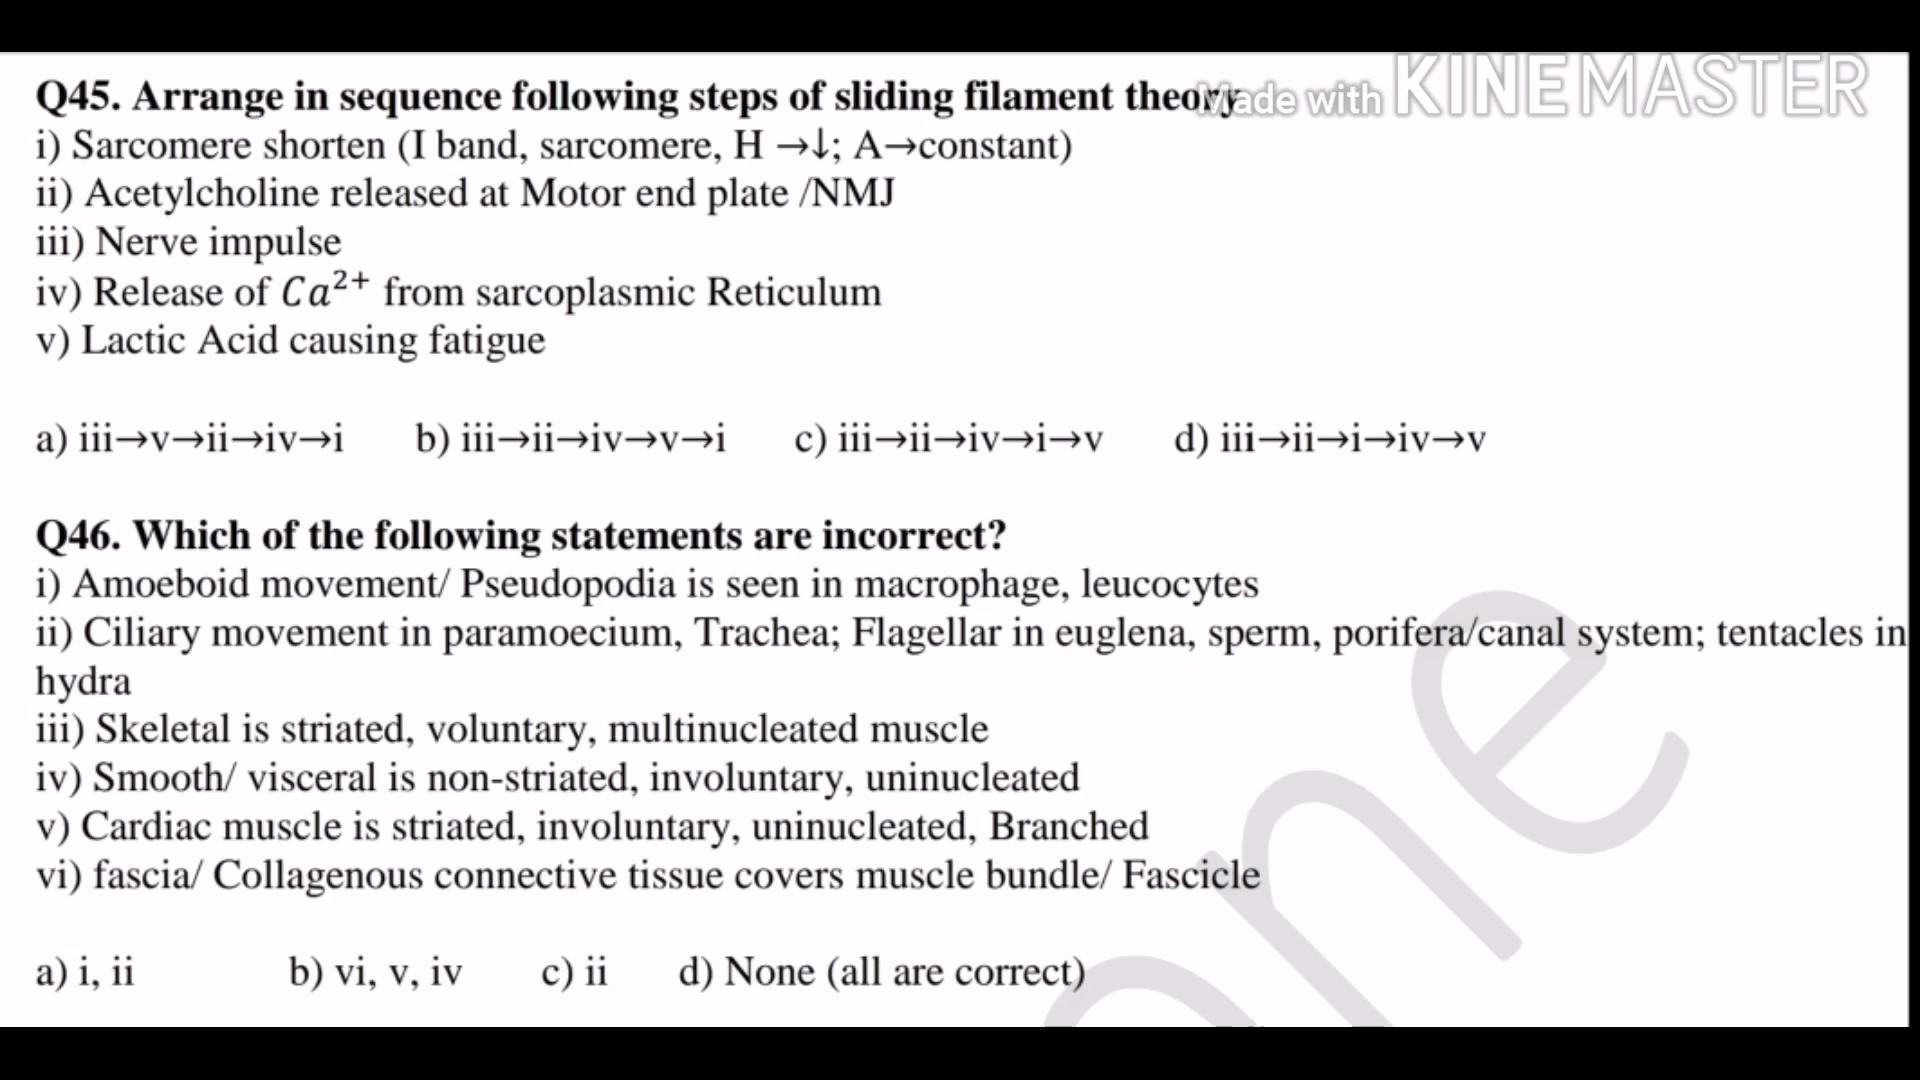 Made with KINEMASTER
Q45. Arrange in sequence following steps of sliding filament theory
i) Sarcomere shorten (I band, sarcomere, H →↓; A→constant)
ii) Acetylcholine released at Motor end plate /NMJ
iii) Nerve impulse
iv) Release of Ca²⁺ from sarcoplasmic Reticulum
v) Lactic Acid causing fatigue
a) iii→v→ii→iv→i b) iii→ii→iv→v→i c) iii→ii→iv→i→v d) iii→ii→i→iv→v
Q46. Which of the following statements are incorrect?
i) Amoeboid movement/ Pseudopodia is seen in macrophage, leucocytes
ii) Ciliary movement in paramoecium, Trachea; Flagellar in euglena, sperm, porifera/canal system; tentacles in
hydra
iii) Skeletal is striated, voluntary, multinucleated muscle
iv) Smooth/ visceral is non-striated, involuntary, uninucleated
v) Cardiac muscle is striated, involuntary, uninucleated, Branched
vi) fascia/ Collagenous connective tissue covers muscle bundle/ Fascicle
a) i, ii b) vi, v, iv c) ii d) None (all are correct)